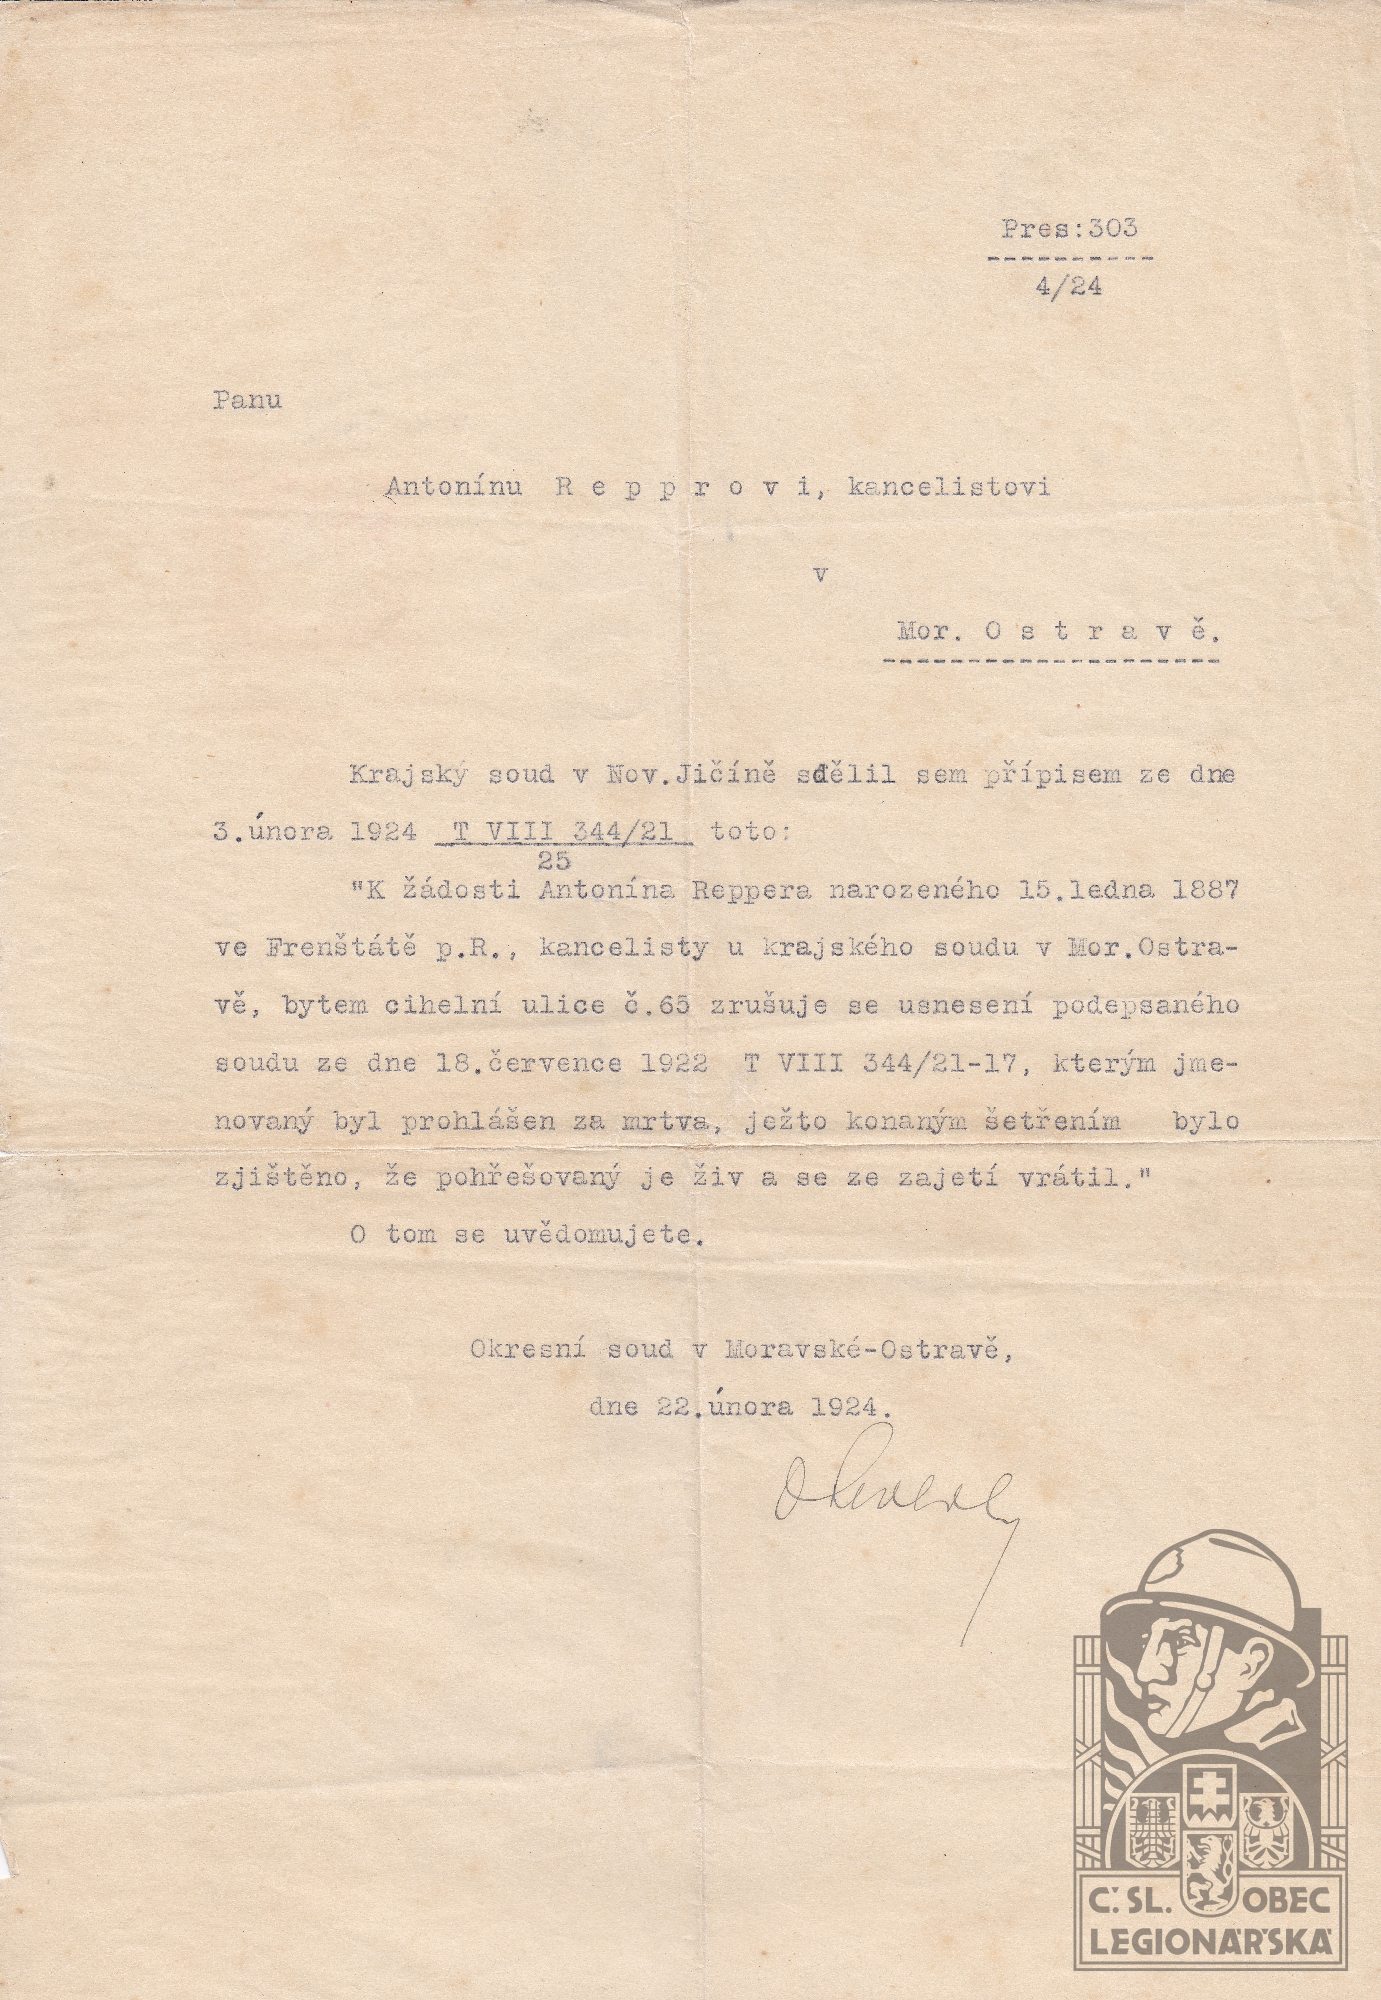 Pres:303
4/24
Panu
Antonínu R e p p r o v i, kancelistovi
v
Mor. O s t r a v ě.
Krajský soud v Nov.Jičíně sdělil sem přípisem ze dne
3.února 1924 T VIII 344/21 toto:
25
"K žádosti Antonína Reppera narozeného 15.ledna 1887
ve Frenštátě p.R., kancelisty u krajského soudu v Mor.Ostra-
vě, bytem cihelní ulice č.65 zrušuje se usnesení podepsaného
soudu ze dne 18.července 1922 T VIII 344/21-17, kterým jme-
novaný byl prohlášen za mrtva, ježto konaným šetřením bylo
zjištěno, že pohřešovaný je živ a se ze zajetí vrátil."
O tom se uvědomujete.
Okresní soud v Moravské-Ostravě,
dne 22.února 1924.
Č.SL. OBEC
LEGIONÁŘSKÁ